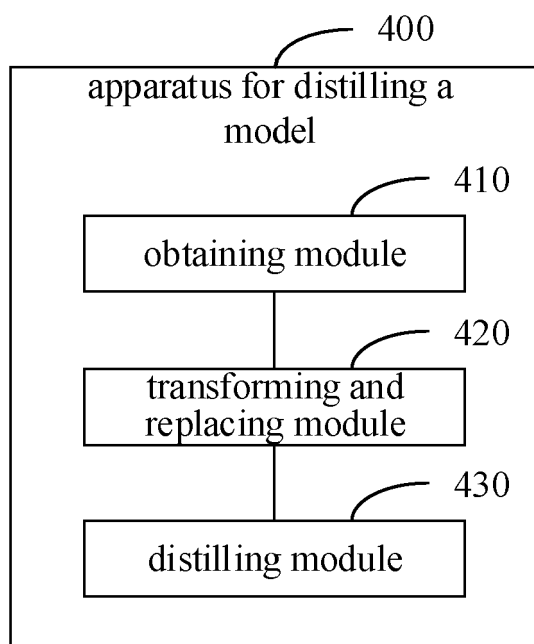 400
apparatus for distilling a
model
410
obtaining module
420
transforming and
replacing module
430
distilling module